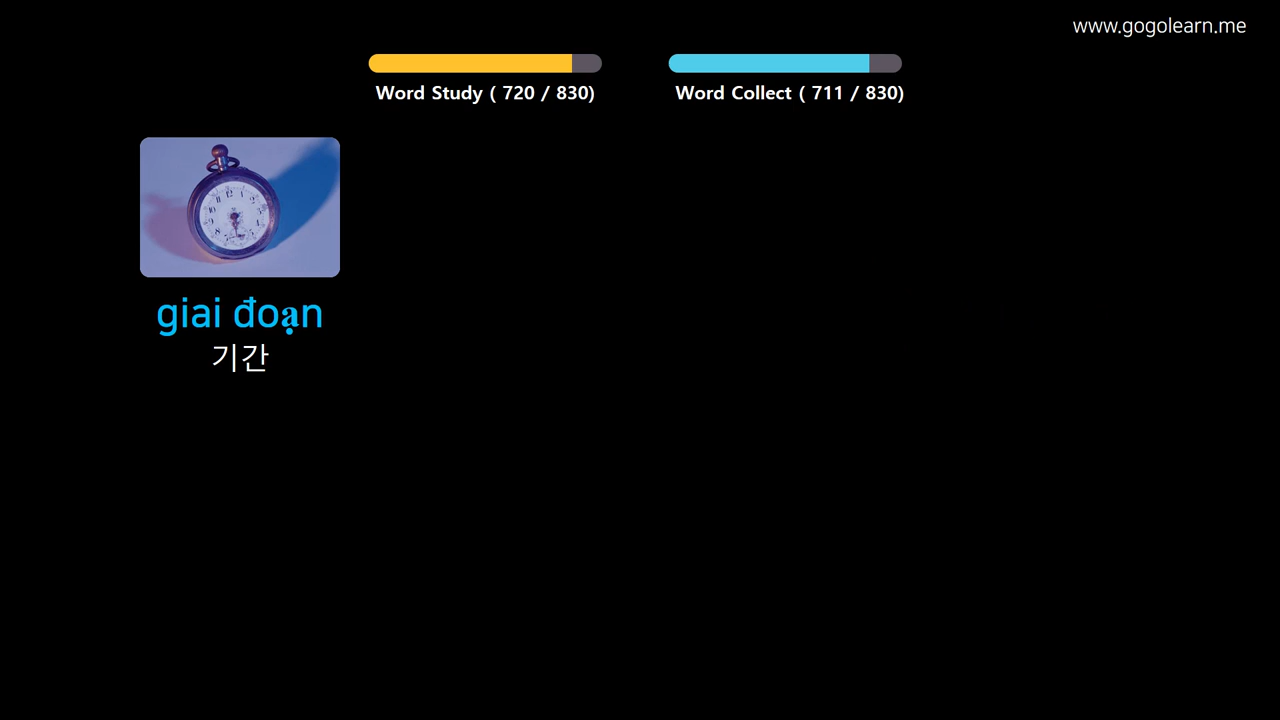 www.gogolearn.me
Word Study ( 720 / 830)
Word Collect ( 711 / 830)
giai đoạn
기간